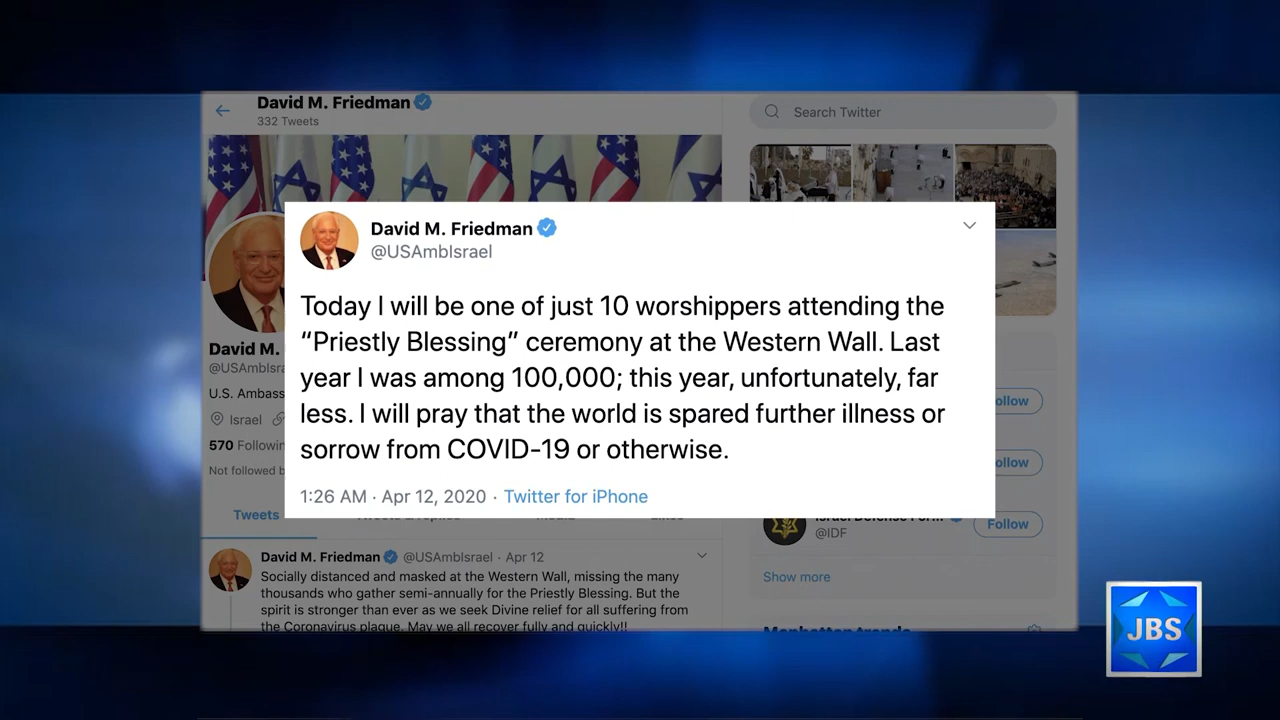 David M. Friedman
332 Tweets
Search Twitter
David M. Friedman
@USAmbIsrael
Today I will be one of just 10 worshippers attending the
“Priestly Blessing” ceremony at the Western Wall. Last
year I was among 100,000; this year, unfortunately, far
less. I will pray that the world is spared further illness or
sorrow from COVID-19 or otherwise.
1:26 AM · Apr 12, 2020 · Twitter for iPhone
David M.
@USAmbIsra
U.S. Ambass
Israel
570 Followin
Not followed b
ollow
ollow
Tweets
@IDF
Follow
Show more
David M. Friedman @USAmbIsrael · Apr 12
Socially distanced and masked at the Western Wall, missing the many
thousands who gather semi-annually for the Priestly Blessing. But the
spirit is stronger than ever as we seek Divine relief for all suffering from
the Coronavirus plague. May we all recover fully and quickly!!
Manhattan trends
JBS